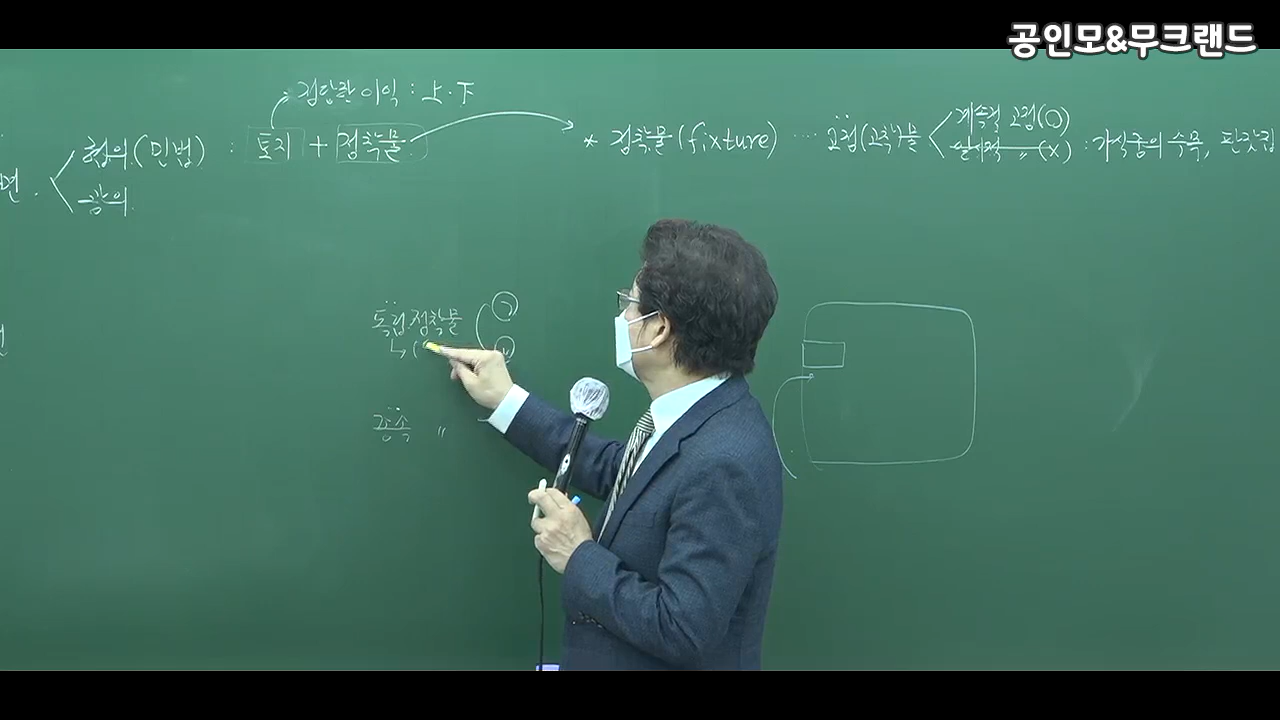 공인모&무크랜드
정당한 이익 : 上·下
협의(민법) : 토지 + 정착물
광의
* 정착물(fixture) ···· 고정(고착)물
계속적 고정(O)
일시적 〃 (X) : 가식중의 수목, 판잣집
면.
독립정착물
종속 〃